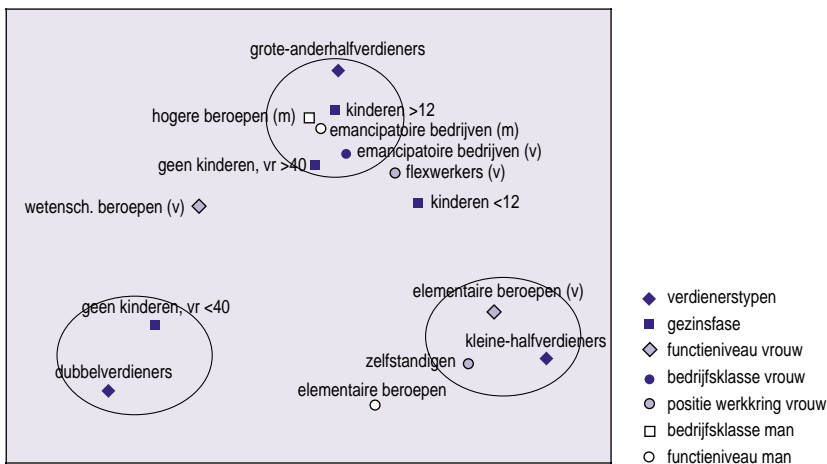 grote-anderhalfverdieners
kinderen >12
hogere beroepen (m)
emancipatoire bedrijven (m)
emancipatoire bedrijven (v)
geen kinderen, vr >40
flexwerkers (v)
kinderen <12
wetensch. beroepen (v)
elementaire beroepen (v)
geen kinderen, vr <40
kleine-halfverdieners
zelfstandigen
dubbelverdieners
elementaire beroepen
verdienerstypen
gezinsfase
functieniveau vrouw
bedrijfsklasse vrouw
positie werkkring vrouw
bedrijfsklasse man
functieniveau man